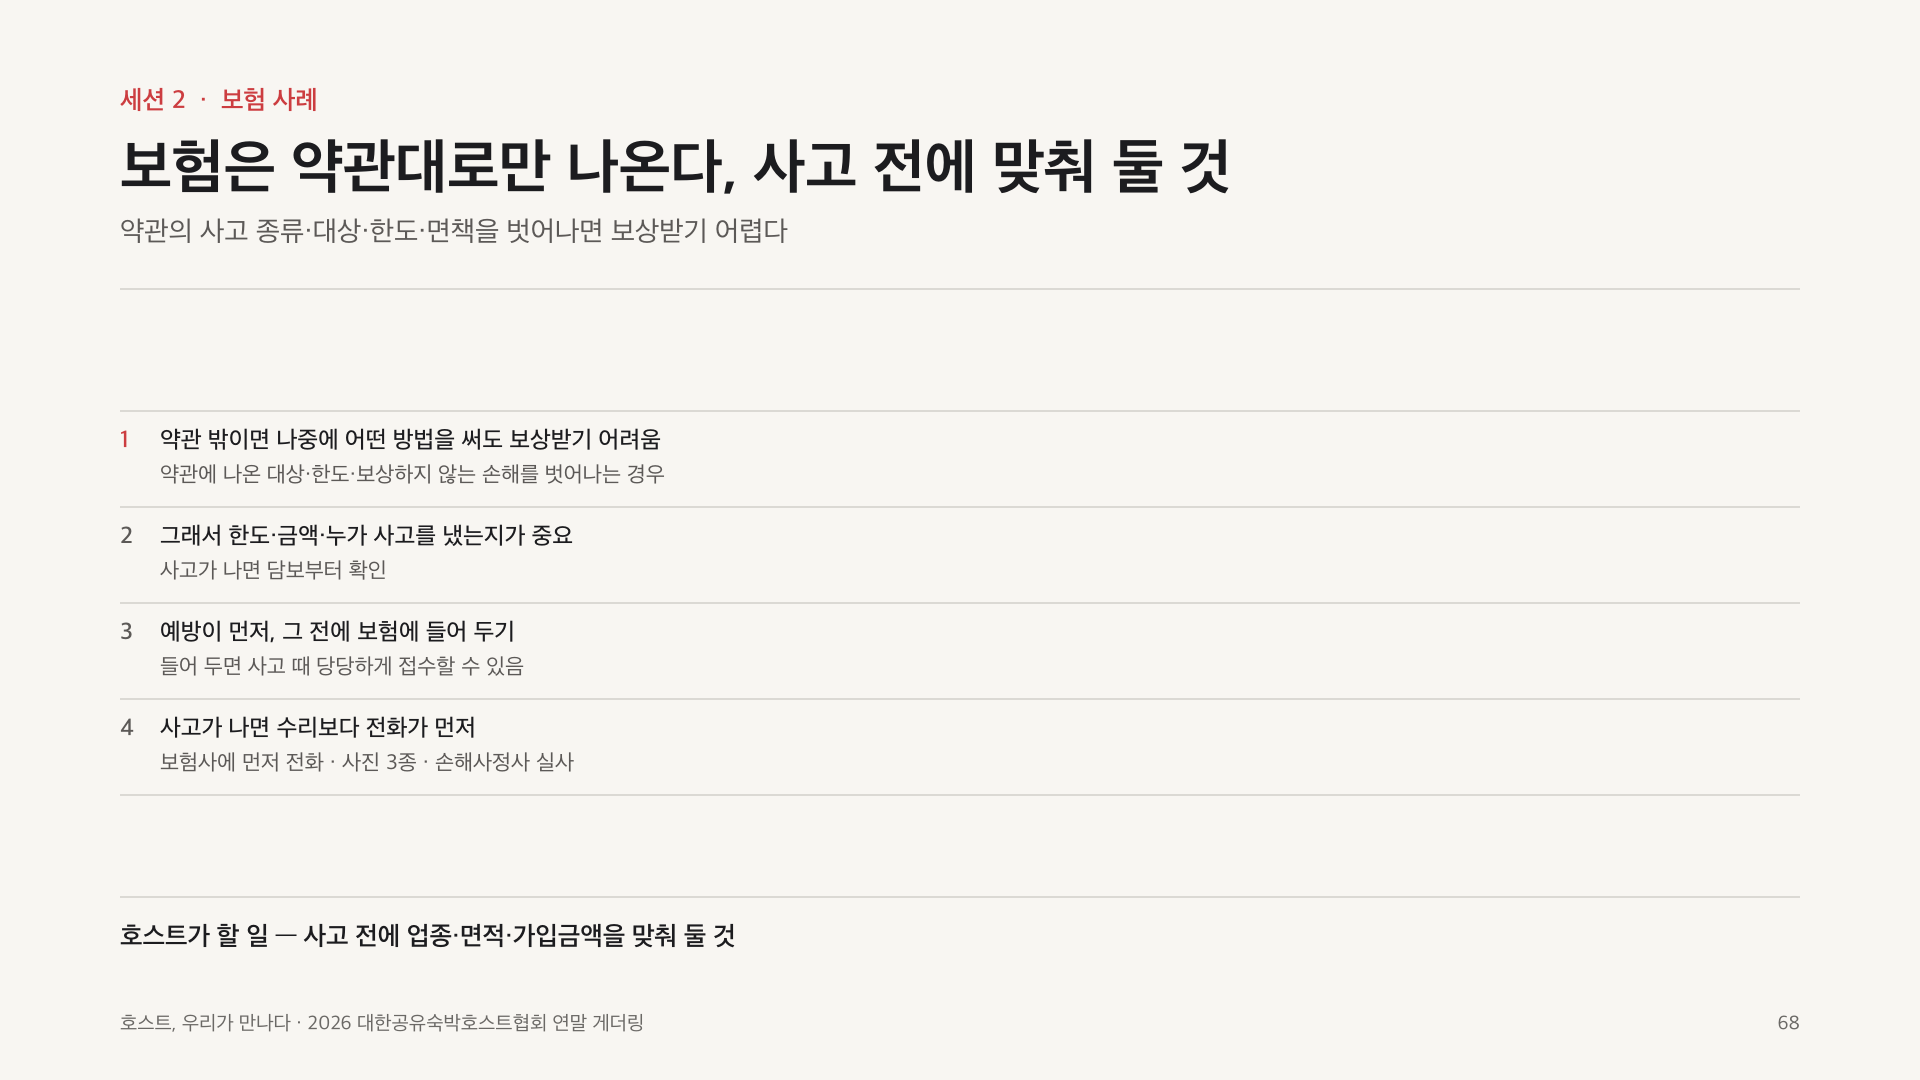 세션 2 · 보험 사례
보험은 약관대로만 나온다, 사고 전에 맞춰 둘 것
약관의 사고 종류·대상·한도·면책을 벗어나면 보상받기 어렵다
1 약관 밖이면 나중에 어떤 방법을 써도 보상받기 어려움
약관에 나온 대상·한도·보상하지 않는 손해를 벗어나는 경우
2 그래서 한도·금액·누가 사고를 냈는지가 중요
사고가 나면 담보부터 확인
3 예방이 먼저, 그 전에 보험에 들어 두기
들어 두면 사고 때 당당하게 접수할 수 있음
4 사고가 나면 수리보다 전화가 먼저
보험사에 먼저 전화 · 사진 3종 · 손해사정사 실사
호스트가 할 일 — 사고 전에 업종·면적·가입금액을 맞춰 둘 것
호스트, 우리가 만나다 · 2026 대한공유숙박호스트협회 연말 게더링
68